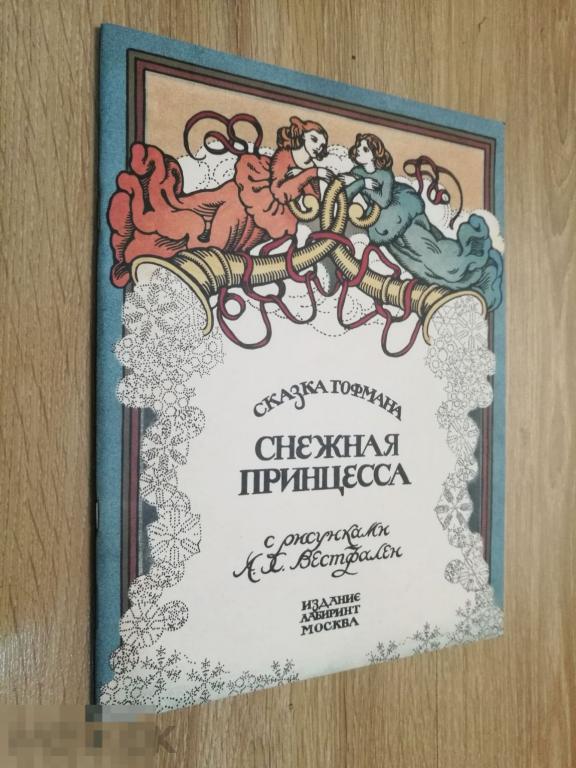 СКАЗКА ГОФМАНА
СНЕЖНАЯ
ПРИНЦЕССА
с рисунками
А. Х. Вестфален
ИЗДАНИЕ
ЛАБИРИНТ
МОСКВА